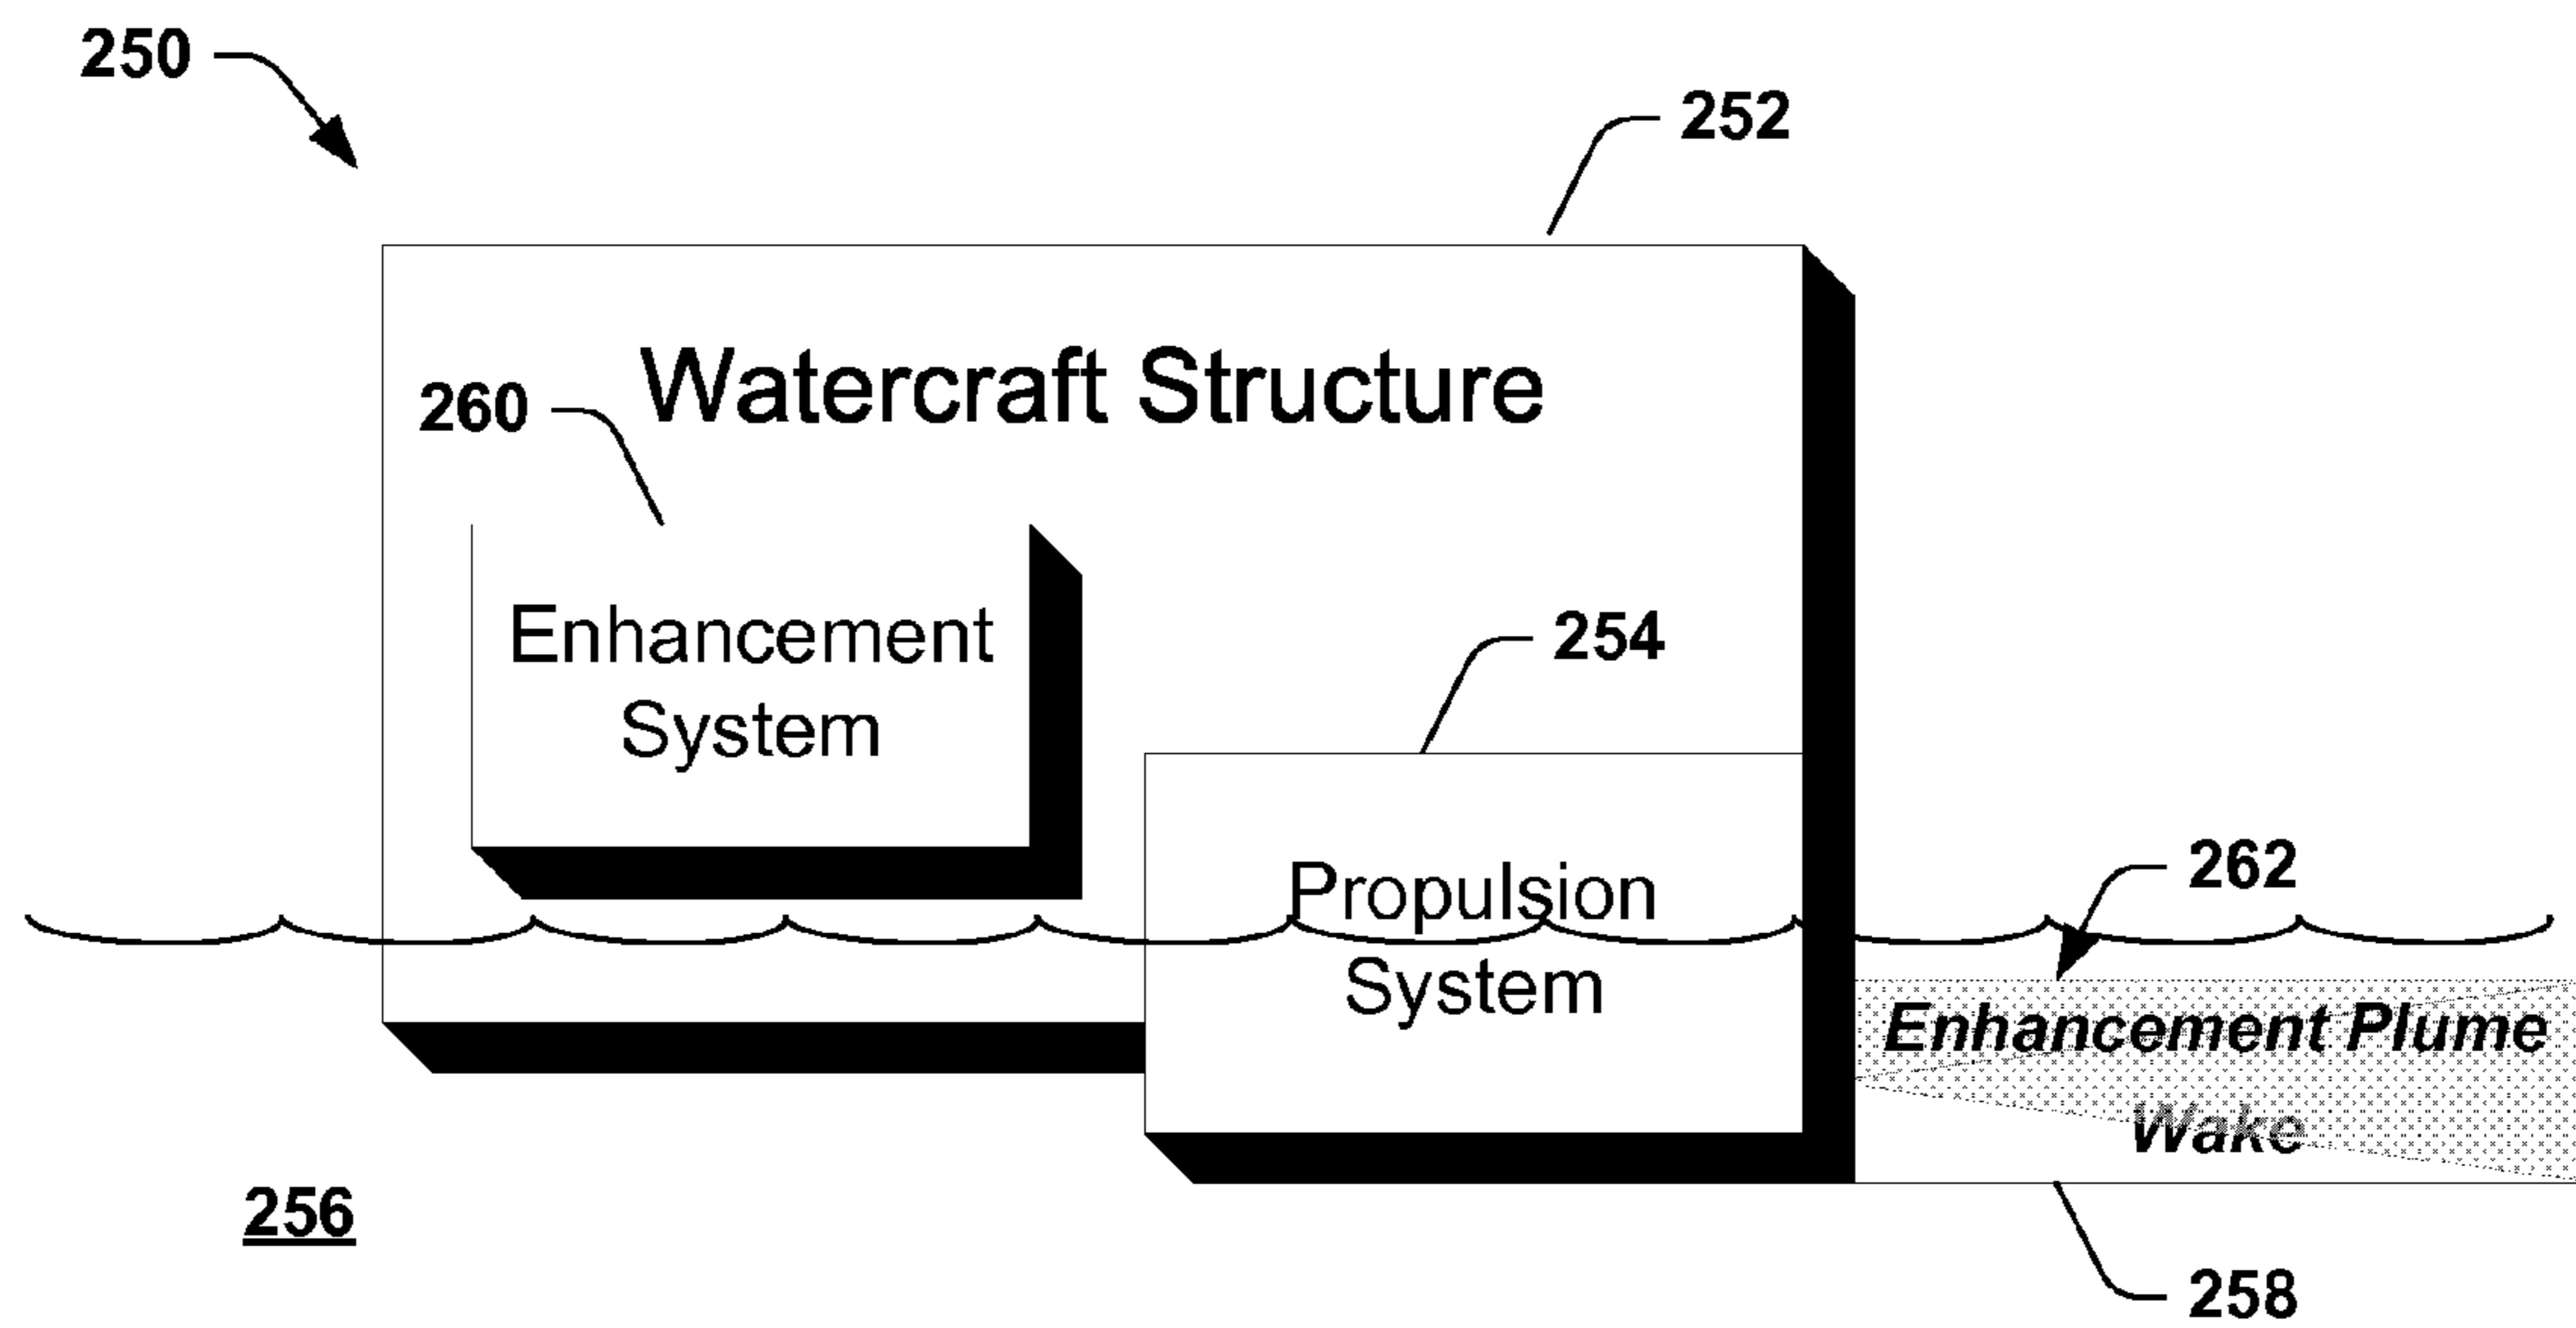 250
252
Watercraft Structure
260
Enhancement
System
254
Propulsion
System
262
Enhancement Plume
Wake
256
258